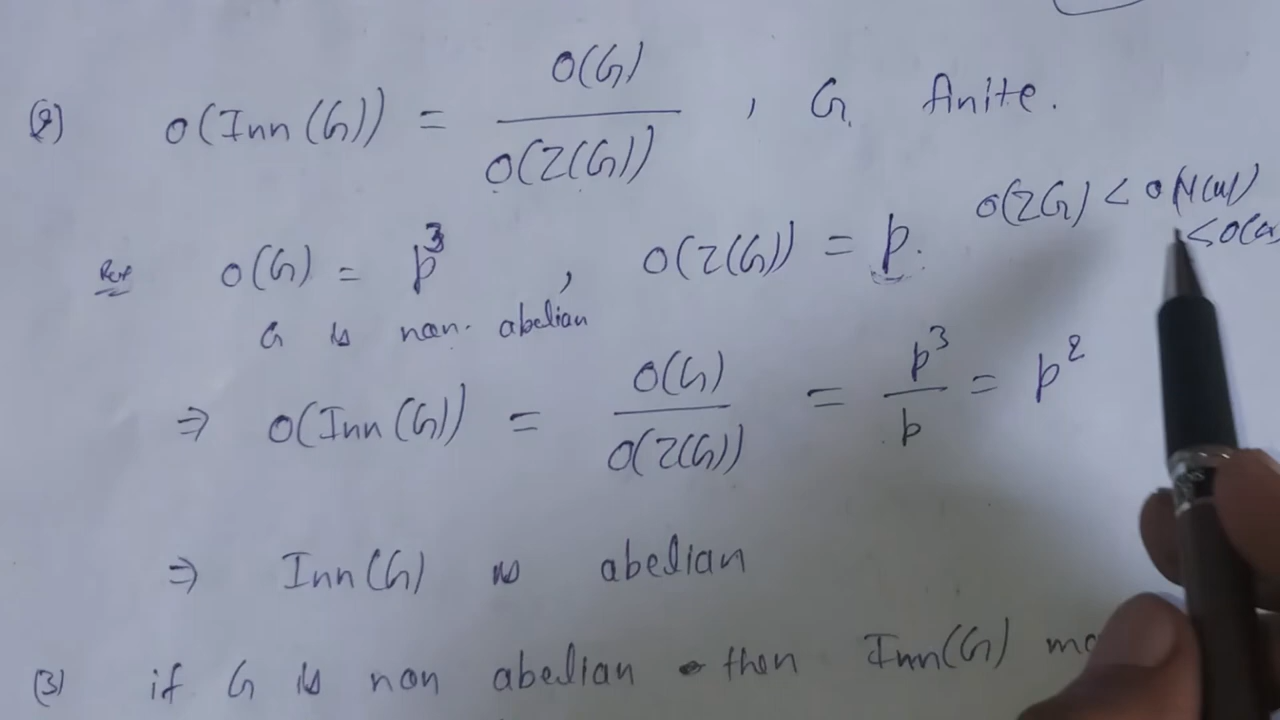 (2) O(Inn(G)) = O(G) / O(Z(G)) , G finite.
O(ZG) < O(N(a))
< O(G
O(G) = p³ , O(Z(G)) = p.
G is non-abelian
⇒ O(Inn(G)) = O(G) / O(Z(G)) = p³ / p = p²
⇒ Inn(G) is abelian
(3) if G is non abelian then Inn(G)